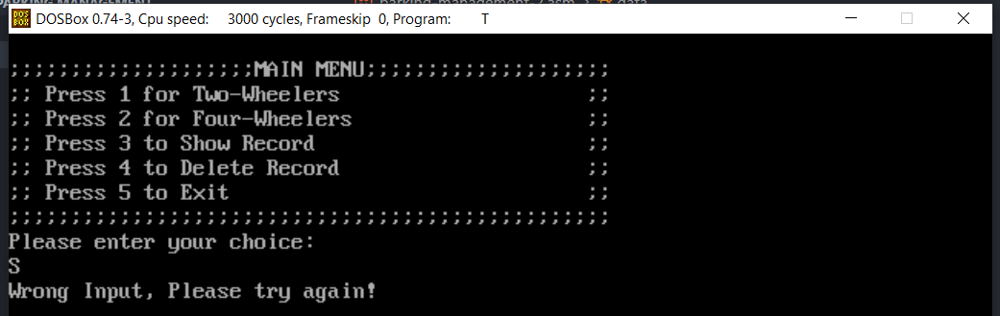 DOS BOX DOSBox 0.74-3, Cpu speed: 3000 cycles, Frameskip 0, Program: T
;;;;;;;;;;;;;;;;;;;;MAIN MENU;;;;;;;;;;;;;;;;;;;;
;; Press 1 for Two-Wheelers                    ;;
;; Press 2 for Four-Wheelers                   ;;
;; Press 3 to Show Record                      ;;
;; Press 4 to Delete Record                    ;;
;; Press 5 to Exit                             ;;
;;;;;;;;;;;;;;;;;;;;;;;;;;;;;;;;;;;;;;;;;;;;;;;;;
Please enter your choice:
S
Wrong Input, Please try again!